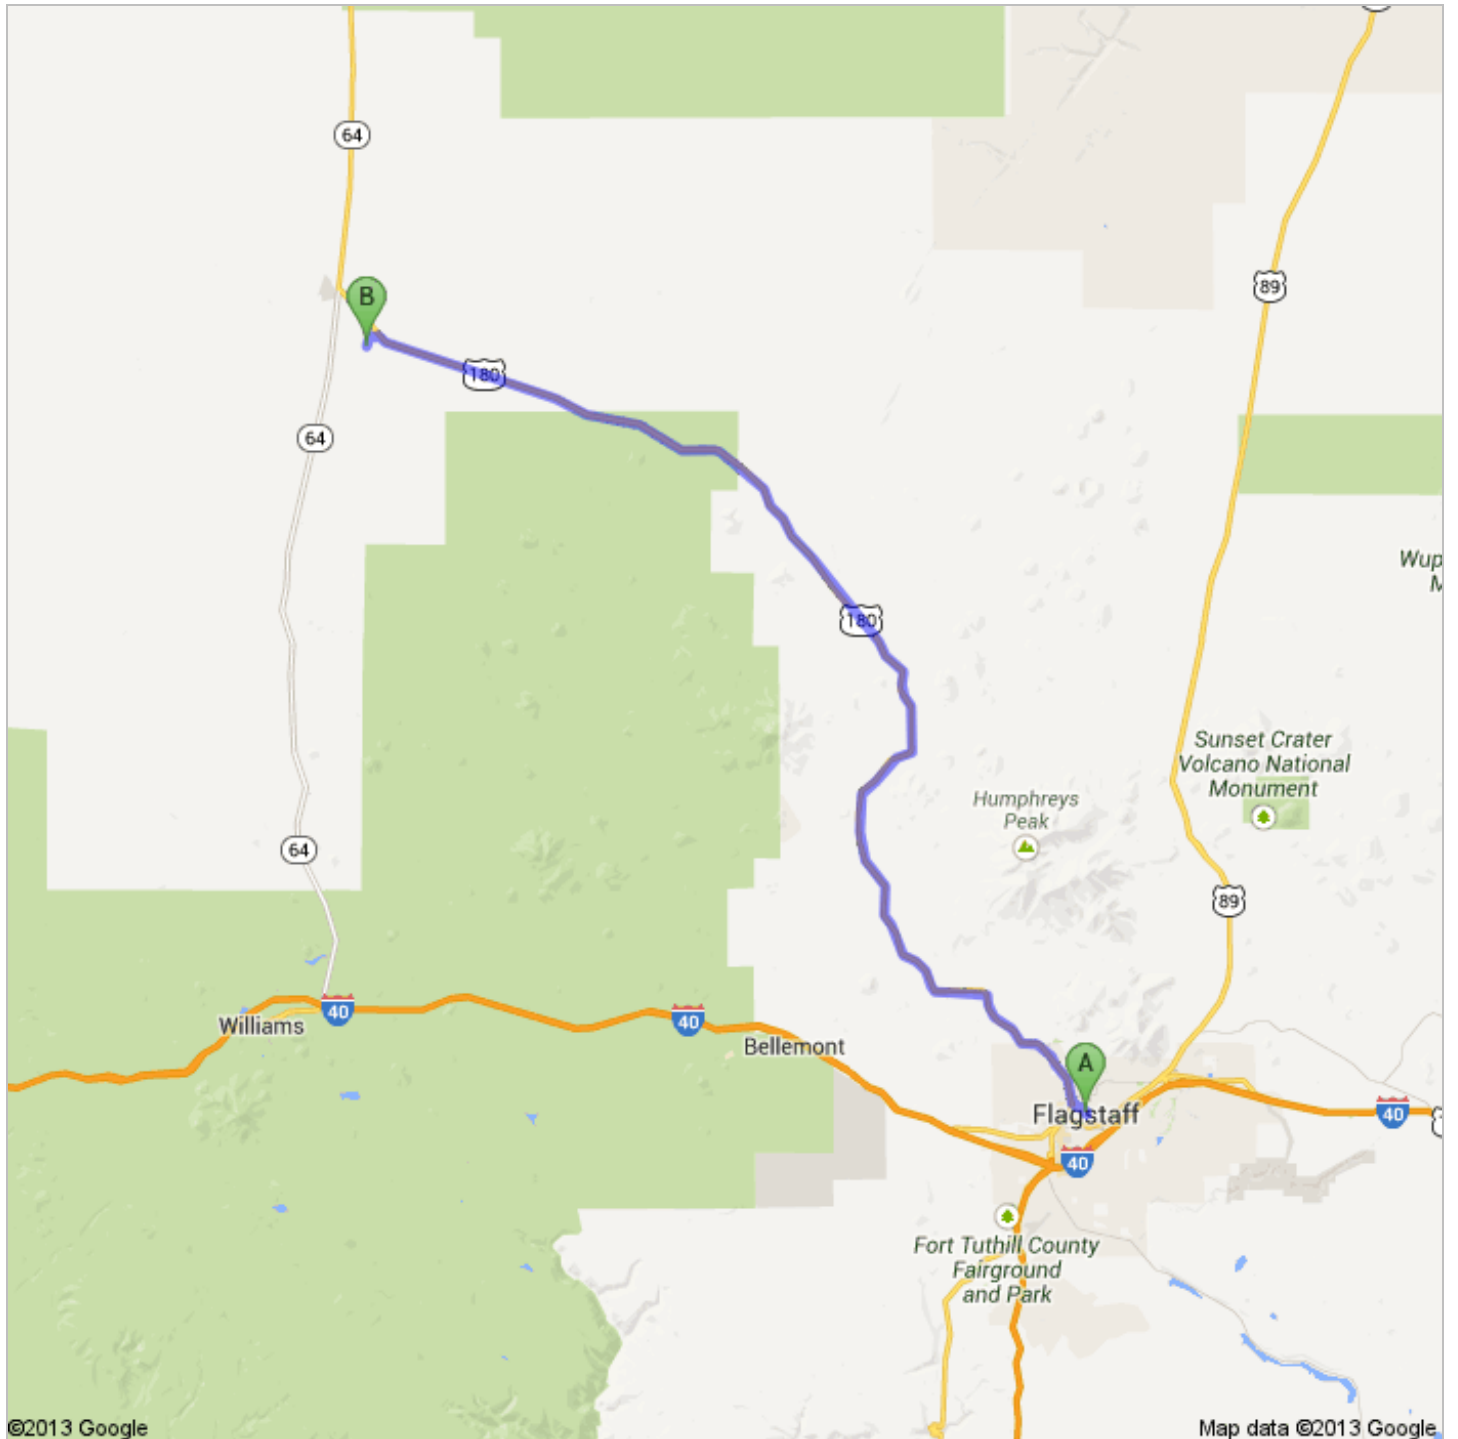 64
B
89
180
64
Wup
M
180
Sunset Crater
Volcano National
Monument
Humphreys
Peak
64
89
40
Williams
40
Bellemont
A
Flagstaff
40
40
Fort Tuthill County
Fairground
and Park
©2013 Google
Map data ©2013 Google